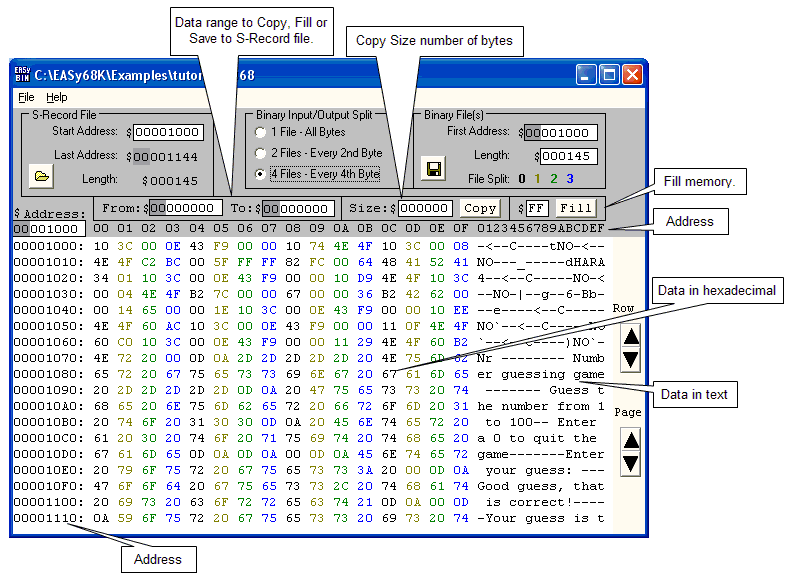 Data range to Copy, Fill or
Save to S-Record file.
Copy Size number of bytes
EASy BIN C:\EASy68K\Examples\tutor 68
File Help
S-Record File
Start Address: $00001000
Last Address: $00001144
Length: $000145
Binary Input/Output Split
1 File - All Bytes
2 Files - Every 2nd Byte
4 Files - Every 4th Byte
Binary File(s)
First Address: $00001000
Length: $000145
File Split: 0 1 2 3
Fill memory.
From:$00000000 To:$00000000 Size:$000000 Copy $FF Fill
$ Address:
Address
00001000 00 01 02 03 04 05 06 07 08 09 0A 0B 0C 0D 0E 0F 0123456789ABCDEF
00001000: 10 3C 00 0E 43 F9 00 00 10 74 4E 4F 10 3C 00 08 -<--C----tNO-<--
00001010: 4E 4F C2 BC 00 5F FF FF 82 FC 00 64 48 41 52 41 NO---_-----dHARA
00001020: 34 01 10 3C 00 0E 43 F9 00 00 10 D9 4E 4F 10 3C 4--<--C-----NO-<
00001030: 00 04 4E 4F B2 7C 00 00 67 00 00 36 B2 42 62 00 --NO-|--g--6-Bb-
Data in hexadecimal
00001040: 00 14 65 00 00 1E 10 3C 00 0E 43 F9 00 00 10 EE --e----<--C-----
Row
00001050: 4E 4F 60 AC 10 3C 00 0E 43 F9 00 00 11 0F 4E 4F NO`--<--C-----NO
00001060: 60 C0 10 3C 00 0E 43 F9 00 00 11 29 4E 4F 60 B2 `--<--C----)NO`-
00001070: 4E 72 20 00 0D 0A 2D 2D 2D 2D 2D 20 4E 75 6D 62 Nr -------- Numb
00001080: 65 72 20 67 75 65 73 73 69 6E 67 20 67 61 6D 65 er guessing game
00001090: 20 2D 2D 2D 2D 0D 0A 20 47 75 65 73 73 20 74 ------- Guess t
Data in text
000010A0: 68 65 20 6E 75 6D 62 65 72 20 66 72 6F 6D 20 31 he number from 1
Page
000010B0: 20 74 6F 20 31 30 30 0D 0A 20 45 6E 74 65 72 20 to 100-- Enter
000010C0: 61 20 30 20 74 6F 20 71 75 69 74 20 74 68 65 20 a 0 to quit the
000010D0: 67 61 6D 65 0D 0A 0D 0A 00 0D 0A 45 6E 74 65 72 game-------Enter
000010E0: 20 79 6F 75 72 20 67 75 65 73 73 3A 20 00 0D 0A your guess: ---
000010F0: 47 6F 6F 64 20 67 75 65 73 73 2C 20 74 68 61 74 Good guess, that
00001100: 20 69 73 20 63 6F 72 72 65 63 74 21 0D 0A 00 0D is correct!----
00001110: 0A 59 6F 75 72 20 67 75 65 73 73 20 69 73 20 74 -Your guess is t
Address